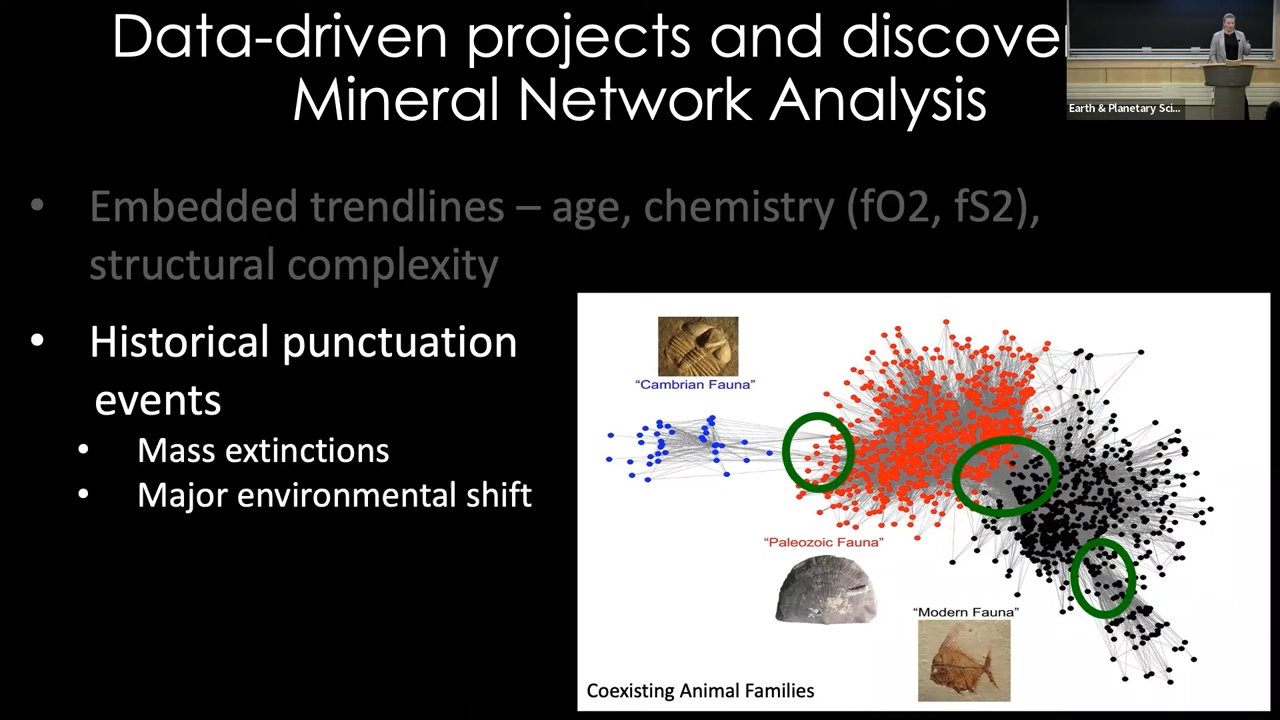 Data-driven projects and discove
Mineral Network Analysis
Earth & Planetary Sci...
• Embedded trendlines – age, chemistry (fO2, fS2),
structural complexity
• Historical punctuation
events
• Mass extinctions
• Major environmental shift
"Cambrian Fauna"
"Paleozoic Fauna"
"Modern Fauna"
Coexisting Animal Families